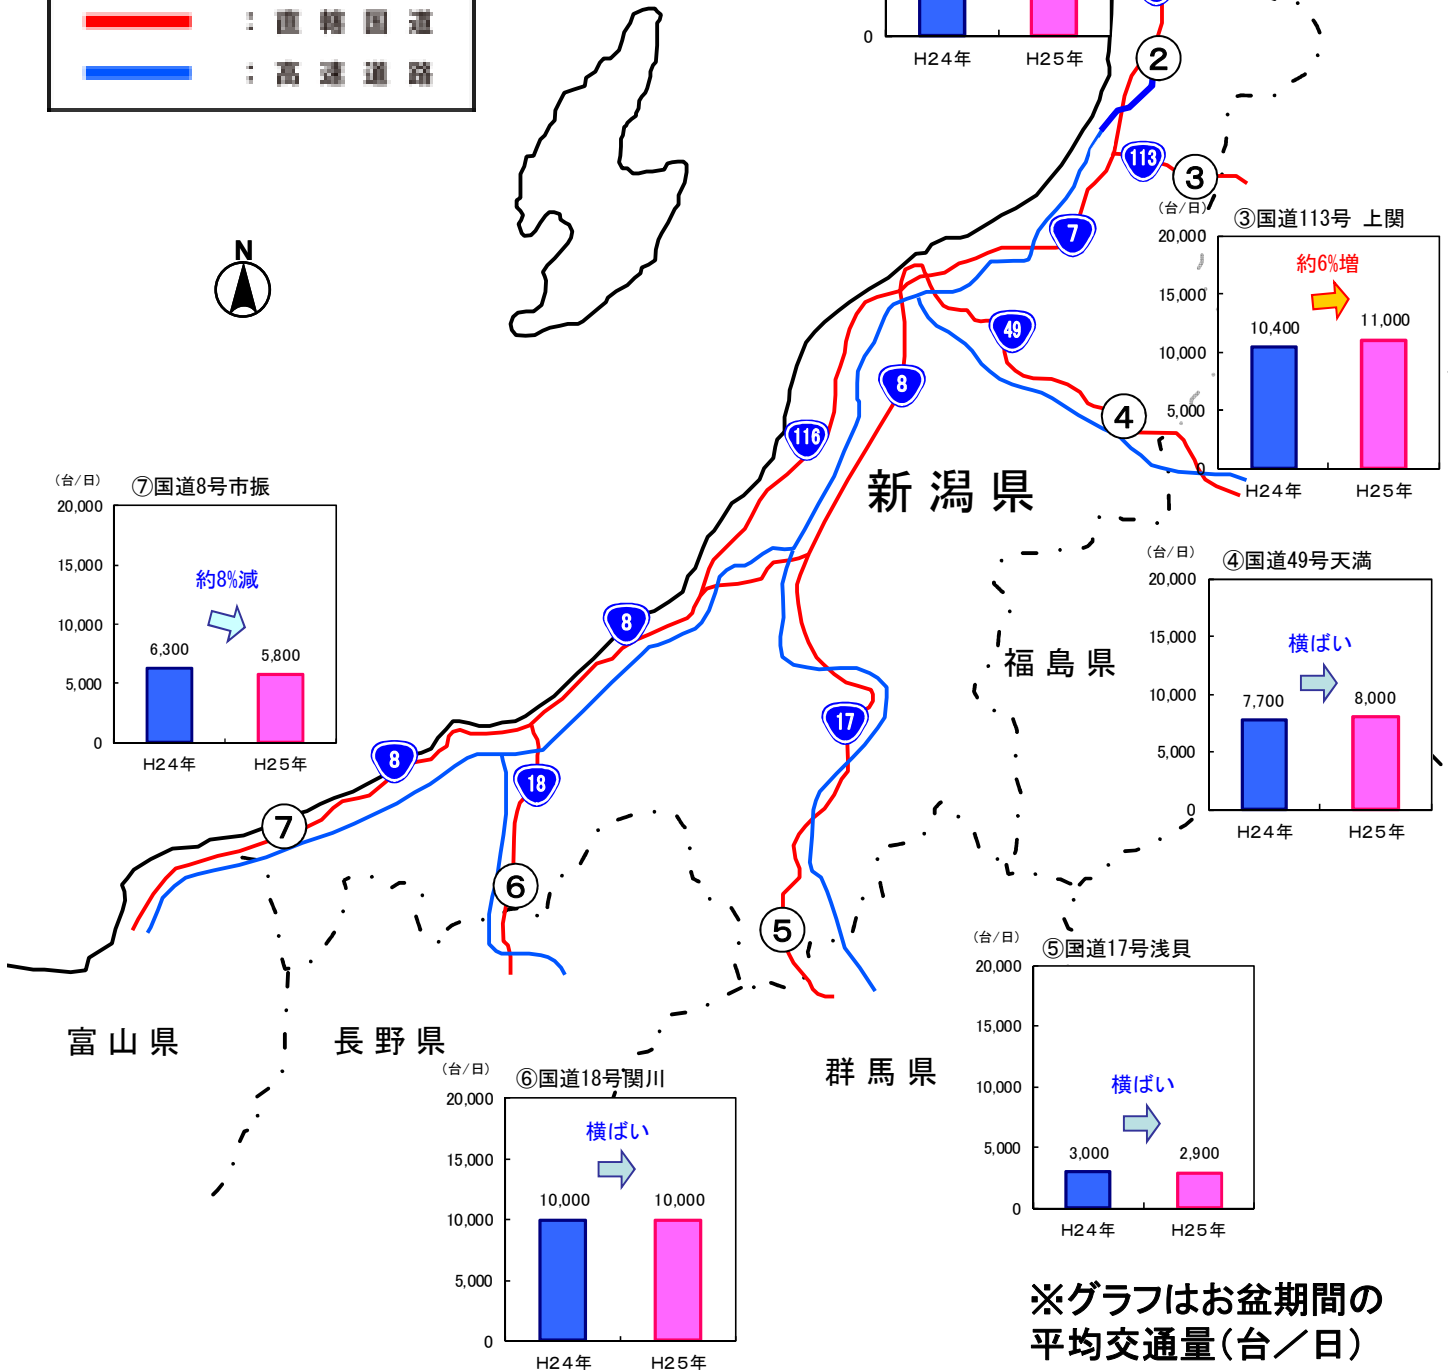 ：直轄国道
：高速道路
0
H24年 H25年
2
113
3
7
(台/日)
③国道113号 上関
20,000
約6%増
15,000
10,400 11,000
10,000
5,000
0
H24年 H25年
49
8
4
116
新潟県
N
(台/日)
⑦国道8号市振
20,000
15,000
約8%減
10,000
6,300 5,800
5,000
0
H24年 H25年
(台/日)
④国道49号天満
20,000
15,000
横ばい
10,000
7,700 8,000
5,000
0
H24年 H25年
福島県
8
17
8
18
7
6
5
(台/日)
⑤国道17号浅貝
20,000
15,000
10,000
横ばい
5,000
3,000 2,900
0
H24年 H25年
富山県
長野県
群馬県
(台/日)
⑥国道18号関川
20,000
横ばい
15,000
10,000 10,000
10,000
5,000
0
H24年 H25年
※グラフはお盆期間の
平均交通量(台／日)